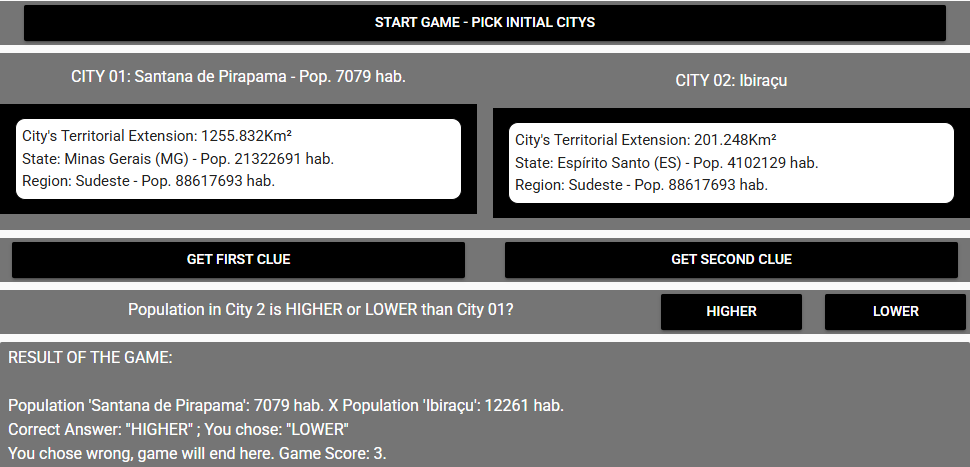 START GAME - PICK INITIAL CITYS
CITY 01: Santana de Pirapama - Pop. 7079 hab.
City's Territorial Extension: 1255.832Km²
State: Minas Gerais (MG) - Pop. 21322691 hab.
Region: Sudeste - Pop. 88617693 hab.
CITY 02: Ibiraçu
City's Territorial Extension: 201.248Km²
State: Espírito Santo (ES) - Pop. 4102129 hab.
Region: Sudeste - Pop. 88617693 hab.
GET FIRST CLUE
GET SECOND CLUE
Population in City 2 is HIGHER or LOWER than City 01?
HIGHER
LOWER
RESULT OF THE GAME:
Population 'Santana de Pirapama': 7079 hab. X Population 'Ibiraçu': 12261 hab.
Correct Answer: "HIGHER" ; You chose: "LOWER"
You chose wrong, game will end here. Game Score: 3.